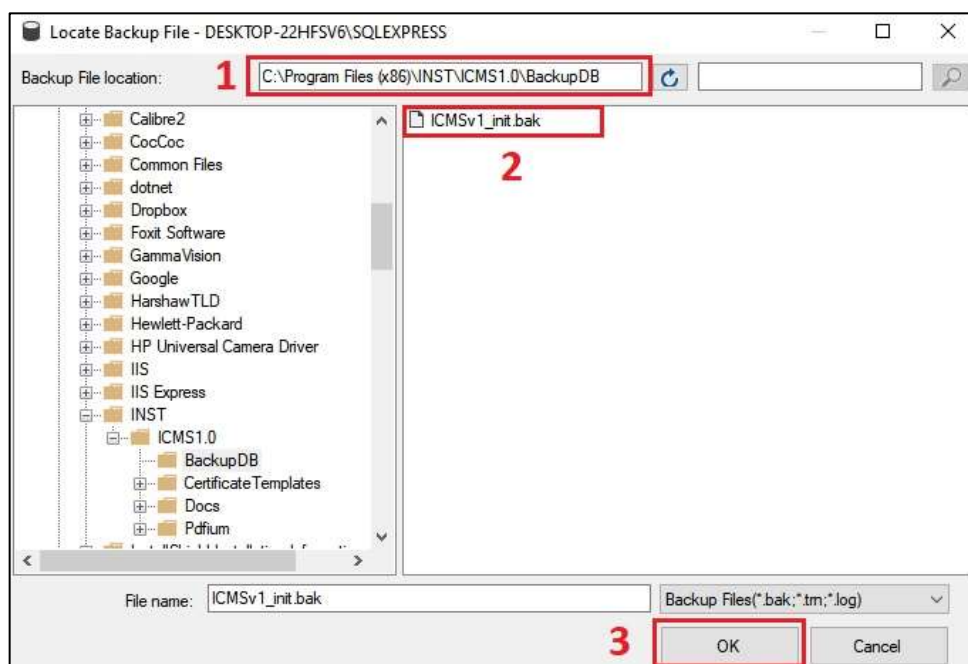 Locate Backup File - DESKTOP-22HFSV6\SQLEXPRESS
Backup File location:
1
C:\Program Files (x86)\INST\ICMS1.0\BackupDB
Calibre2
CocCoc
Common Files
dotnet
Dropbox
Foxit Software
GammaVision
Google
HarshawTLD
Hewlett-Packard
HP Universal Camera Driver
IIS
IIS Express
INST
ICMS1.0
BackupDB
CertificateTemplates
Docs
Pdfium
ICMSv1_init.bak
2
File name:
ICMSv1_init.bak
Backup Files(*.bak;*.trn;*.log)
3
OK
Cancel